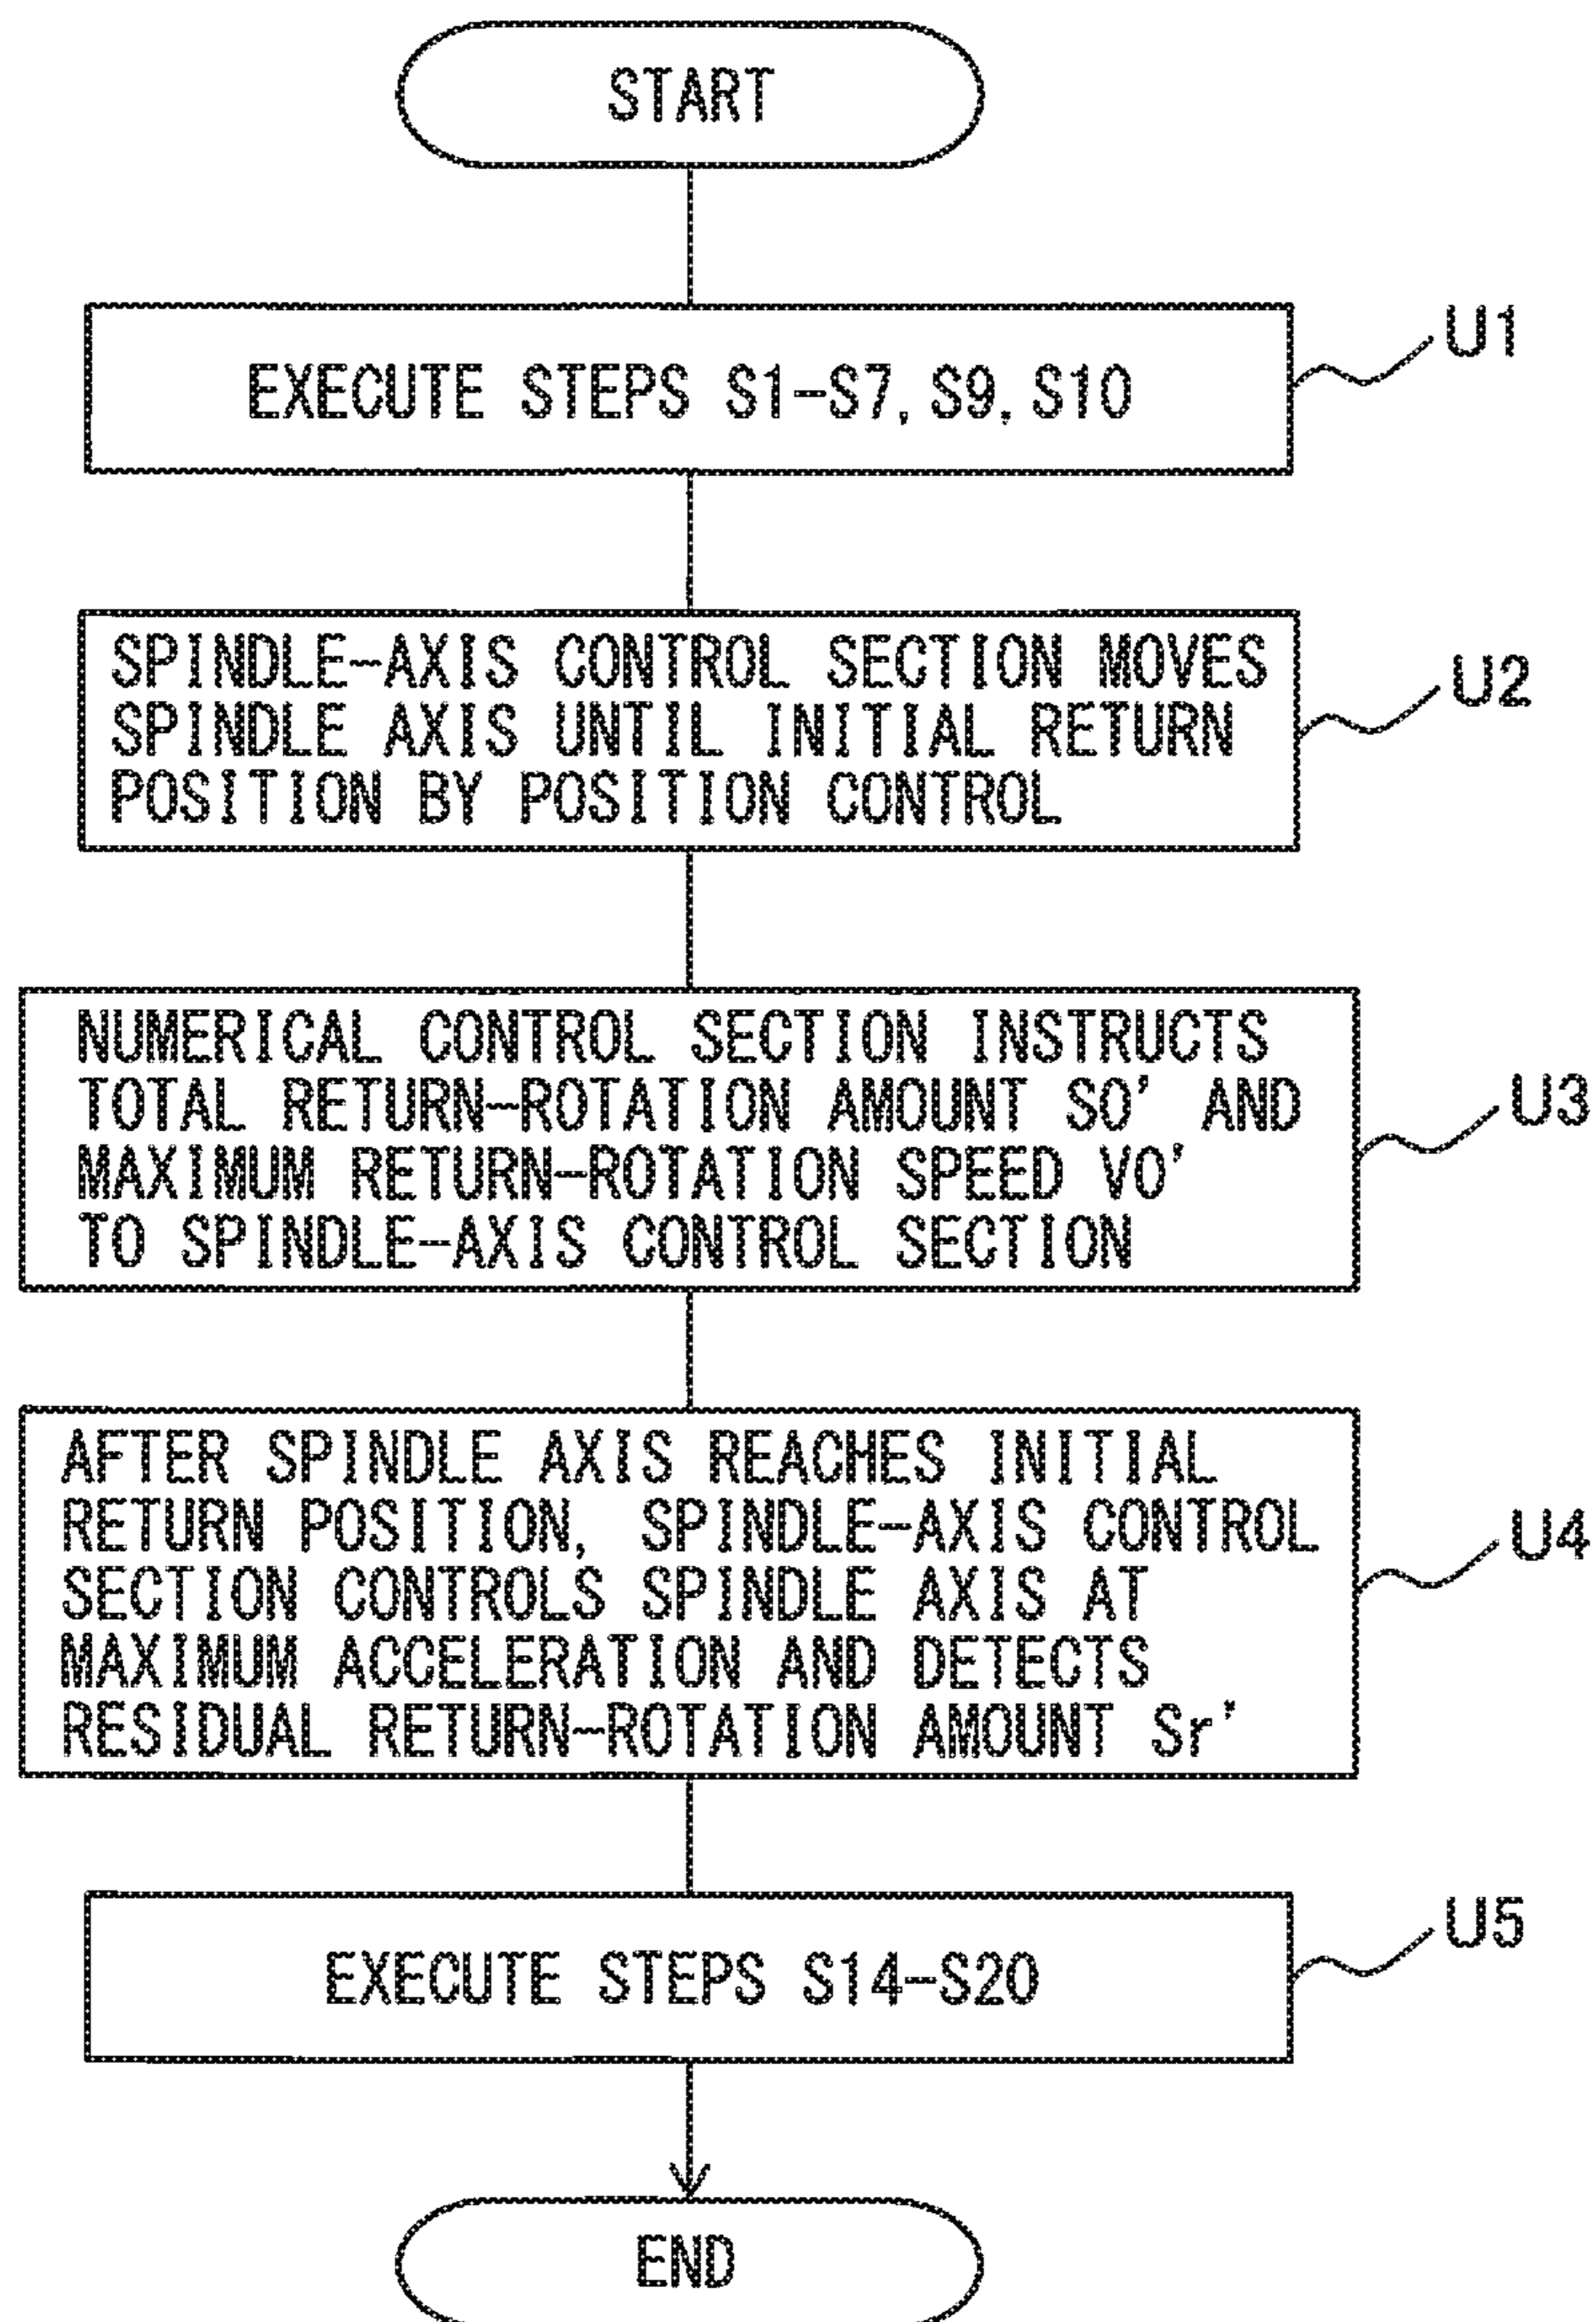 START
EXECUTE STEPS S1-S7, S9, S10
U1
SPINDLE-AXIS CONTROL SECTION MOVES
SPINDLE AXIS UNTIL INITIAL RETURN
POSITION BY POSITION CONTROL
U2
NUMERICAL CONTROL SECTION INSTRUCTS
TOTAL RETURN-ROTATION AMOUNT S0' AND
MAXIMUM RETURN-ROTATION SPEED V0'
TO SPINDLE-AXIS CONTROL SECTION
U3
AFTER SPINDLE AXIS REACHES INITIAL
RETURN POSITION, SPINDLE-AXIS CONTROL
SECTION CONTROLS SPINDLE AXIS AT
MAXIMUM ACCELERATION AND DETECTS
RESIDUAL RETURN-ROTATION AMOUNT Sr'
U4
EXECUTE STEPS S14-S20
U5
END